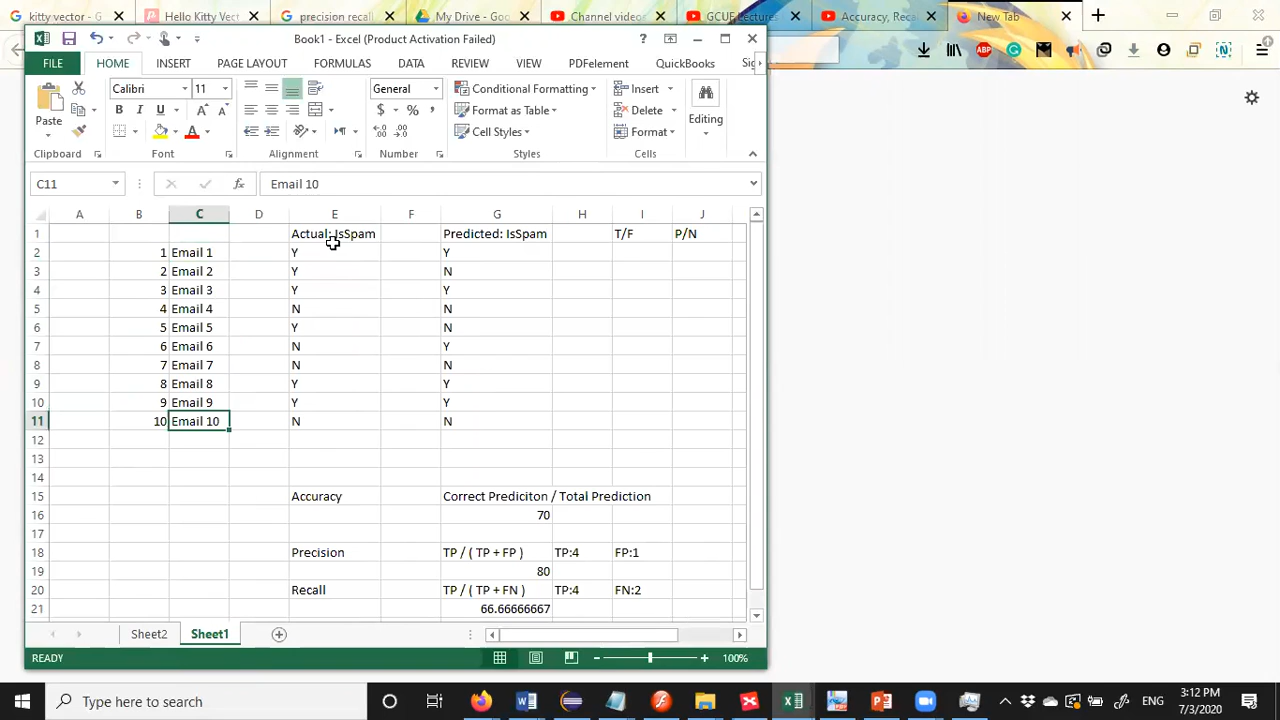 kitty vector - G
Hello Kitty Vect
precision recall
My Drive - Goo
Channel videos
GCUF Lectures
Accuracy, Reca
New Tab
Book1 - Excel (Product Activation Failed)
FILE HOME INSERT PAGE LAYOUT FORMULAS DATA REVIEW VIEW PDFelement QuickBooks Sig
Paste
Clipboard
Calibri 11
B I U
Font
Alignment
General
$ % ,
Number
Conditional Formatting
Format as Table
Cell Styles
Styles
Insert
Delete
Format
Cells
Editing
C11 fx Email 10
A B C D E F G H I J
1 Actual: IsSpam Predicted: IsSpam T/F P/N
2 1 Email 1 Y Y
3 2 Email 2 Y N
4 3 Email 3 Y Y
5 4 Email 4 N N
6 5 Email 5 Y N
7 6 Email 6 N Y
8 7 Email 7 N N
9 8 Email 8 Y Y
10 9 Email 9 Y Y
11 10 Email 10 N N
12
13
14
15 Accuracy Correct Prediciton / Total Prediction
16 70
17
18 Precision TP / ( TP + FP ) TP:4 FP:1
19 80
20 Recall TP / ( TP + FN ) TP:4 FN:2
21 66.66666667
Sheet2 Sheet1
READY 100%
Type here to search
ENG
3:12 PM
7/3/2020